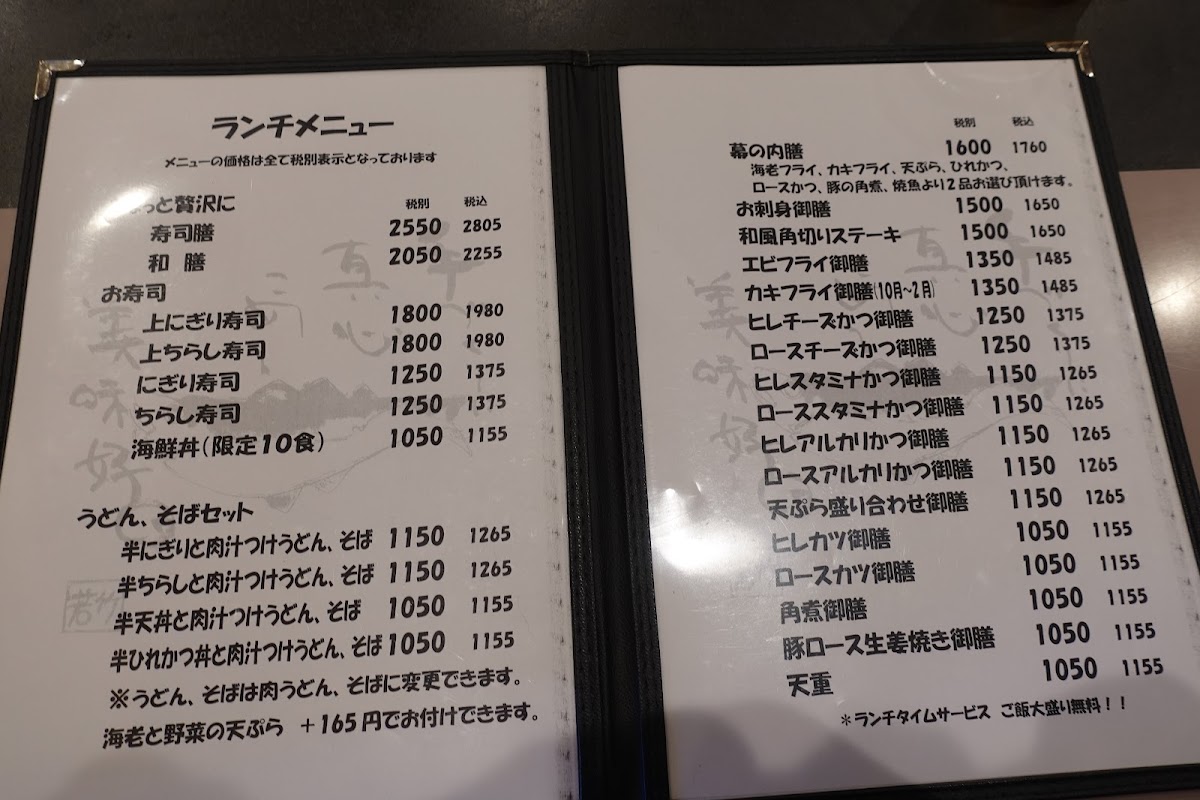 ランチメニュー
メニューの価格は全て税別表示となっております
っと贅沢に 税別 税込
寿司膳 2550 2805
和 膳 2050 2255
お寿司
上にぎり寿司 1800 1980
上ちらし寿司 1800 1980
にぎり寿司 1250 1375
ちらし寿司 1250 1375
海鮮丼(限定10食) 1050 1155
うどん、そばセット
半にぎりと肉汁つけうどん、そば 1150 1265
半ちらしと肉汁つけうどん、そば 1150 1265
半天丼と肉汁つけうどん、そば 1050 1155
半ひれかつ丼と肉汁つけうどん、そば 1050 1155
※うどん、そばは肉うどん、そばに変更できます。
海老と野菜の天ぷら +165円でお付けできます。
税別 税込
幕の内膳 1600 1760
海老フライ、カキフライ、天ぷら、ひれかつ、
ロースかつ、豚の角煮、焼魚より2品お選び頂けます。
お刺身御膳 1500 1650
和風角切りステーキ 1500 1650
エビフライ御膳 1350 1485
カキフライ御膳(10月~2月) 1350 1485
ヒレチーズかつ御膳 1250 1375
ロースチーズかつ御膳 1250 1375
ヒレスタミナかつ御膳 1150 1265
ローススタミナかつ御膳 1150 1265
ヒレアルカリかつ御膳 1150 1265
ロースアルカリかつ御膳 1150 1265
天ぷら盛り合わせ御膳 1150 1265
ヒレカツ御膳 1050 1155
ロースカツ御膳 1050 1155
角煮御膳 1050 1155
豚ロース生姜焼き御膳 1050 1155
天重 1050 1155
*ランチタイムサービス ご飯大盛り無料!!